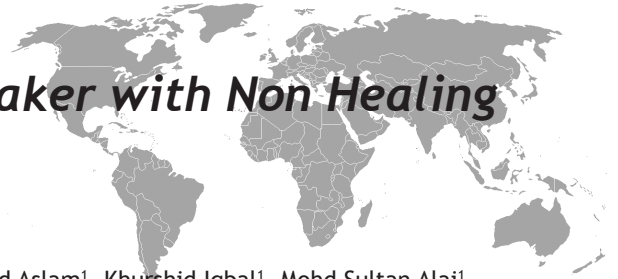 aker with Non Healing
d Aslam¹, Khurshid Iqbal¹, Mohd Sultan Alai¹